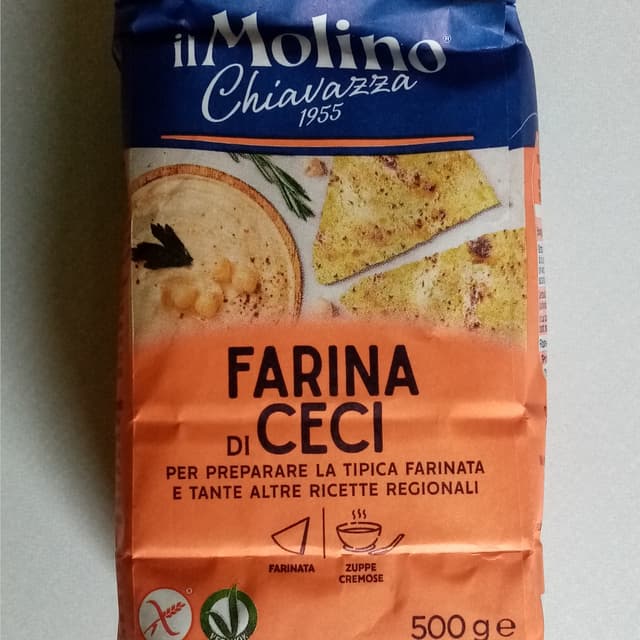 il Molino®
Chiavazza
1955
FARINA
DI CECI
PER PREPARARE LA TIPICA FARINATA
E TANTE ALTRE RICETTE REGIONALI
FARINATA
ZUPPE
CREMOSE
500 g e